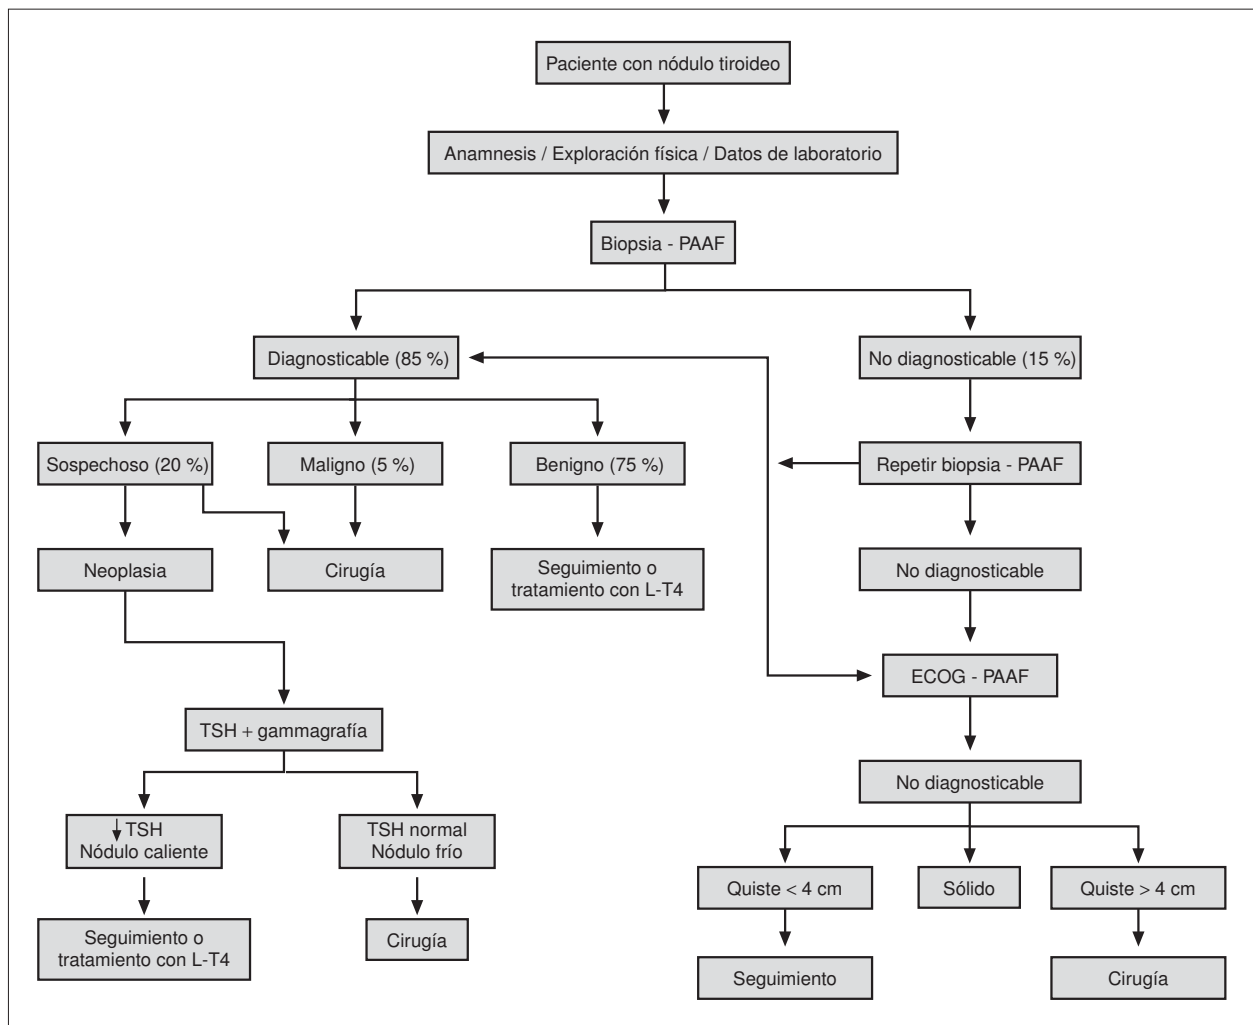 Paciente con nódulo tiroideo
Anamnesis / Exploración física / Datos de laboratorio
Biopsia - PAAF
Diagnosticable (85 %)
No diagnosticable (15 %)
Sospechoso (20 %)
Maligno (5 %)
Benigno (75 %)
Repetir biopsia - PAAF
Neoplasia
Cirugía
Seguimiento o
tratamiento con L-T4
No diagnosticable
ECOG - PAAF
TSH + gammagrafía
No diagnosticable
↓TSH
Nódulo caliente
TSH normal
Nódulo frío
Quiste < 4 cm
Sólido
Quiste > 4 cm
Seguimiento o
tratamiento con L-T4
Cirugía
Seguimiento
Cirugía